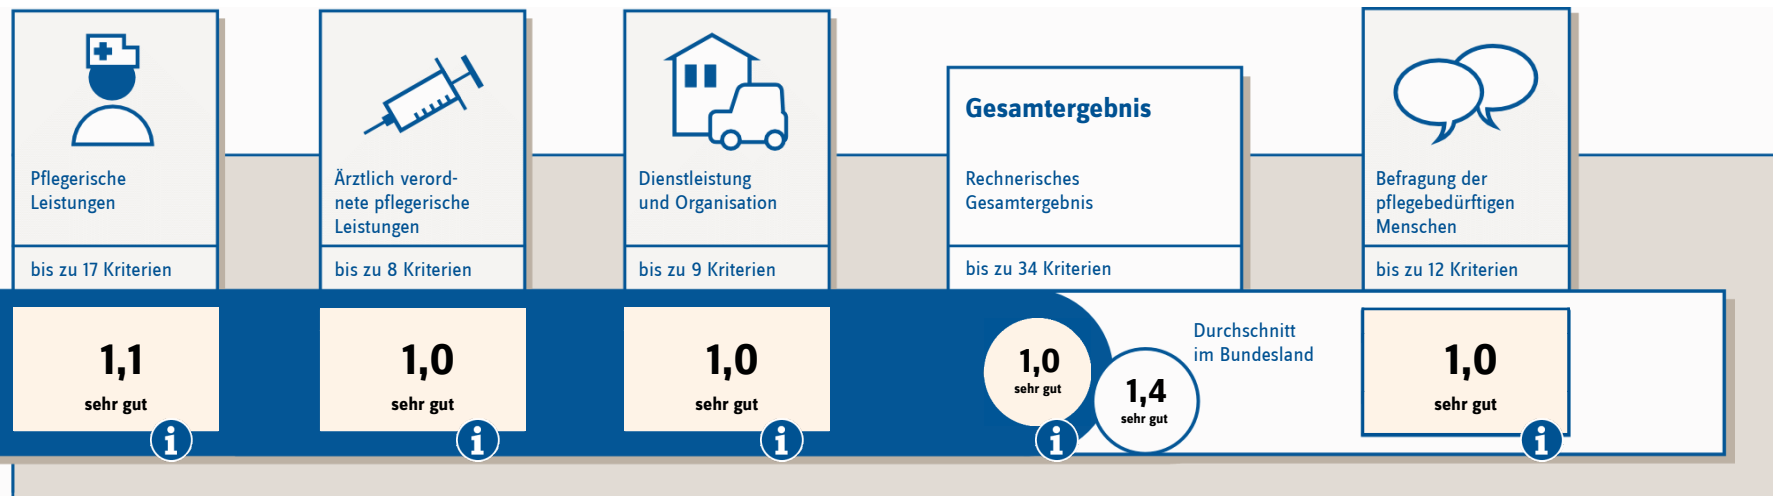 Pflegerische
Leistungen
bis zu 17 Kriterien
1,1
sehr gut
i
Ärztlich verord-
nete pflegerische
Leistungen
bis zu 8 Kriterien
1,0
sehr gut
i
Dienstleistung
und Organisation
bis zu 9 Kriterien
1,0
sehr gut
i
Gesamtergebnis
Rechnerisches
Gesamtergebnis
bis zu 34 Kriterien
1,0
sehr gut
i
1,4
sehr gut
Durchschnitt
im Bundesland
Befragung der
pflegebedürftigen
Menschen
bis zu 12 Kriterien
1,0
sehr gut
i